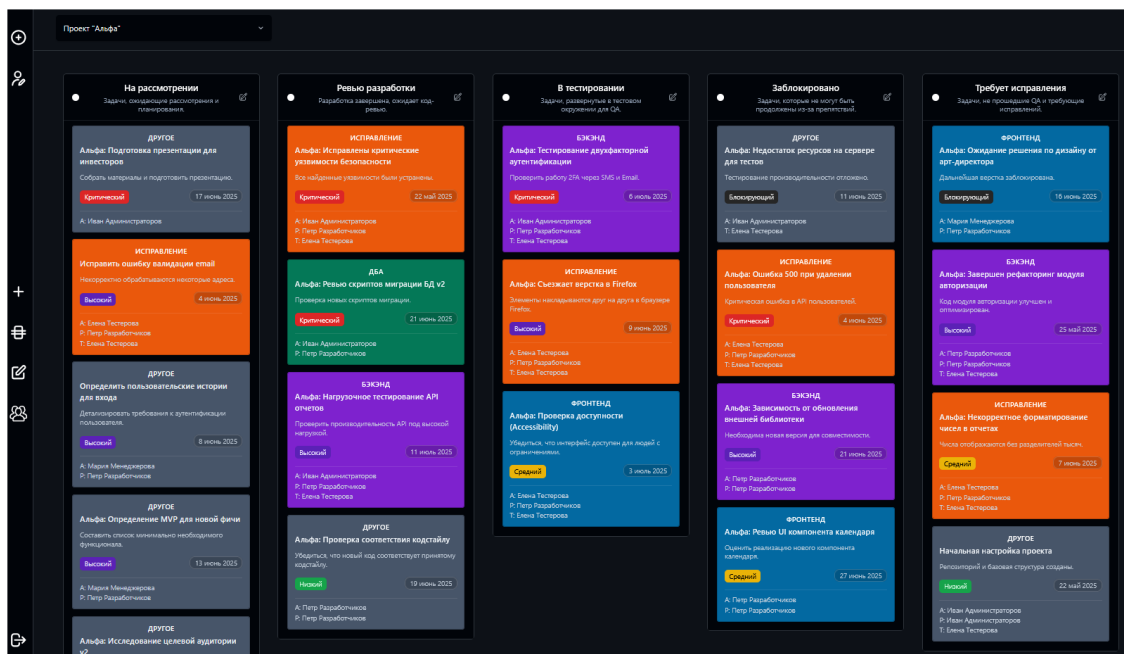 Проект "Альфа"
На рассмотрении
Задачи, ожидающие рассмотрения и
планирования.
ДРУГОЕ
Альфа: Подготовка презентации для
инвесторов
Собрать материалы и подготовить презентацию.
Критический
17 июнь 2025
А: Иван Администраторов
ИСПРАВЛЕНИЕ
Исправить ошибку валидации email
Некорректно обрабатываются некоторые адреса.
Высокий
4 июнь 2025
А: Елена Тестерова
Р: Петр Разработчиков
Т: Елена Тестерова
ДРУГОЕ
Определить пользовательские истории
для входа
Детализировать требования к аутентификации
пользователя.
Высокий
8 июнь 2025
А: Мария Менеджерова
Р: Петр Разработчиков
ДРУГОЕ
Альфа: Определение MVP для новой фичи
Составить список минимально необходимого
функционала.
Высокий
13 июнь 2025
А: Мария Менеджерова
Р: Петр Разработчиков
ДРУГОЕ
Альфа: Исследование целевой аудитории
v2
Ревью разработки
Разработка завершена, ожидает код-
ревью.
ИСПРАВЛЕНИЕ
Альфа: Исправлены критические
уязвимости безопасности
Все найденные уязвимости были устранены.
Критический
22 май 2025
А: Иван Администраторов
Р: Петр Разработчиков
Т: Елена Тестерова
ДБА
Альфа: Ревью скриптов миграции БД v2
Проверка новых скриптов миграции.
Критический
21 июнь 2025
А: Иван Администраторов
Р: Петр Разработчиков
БЭКЭНД
Альфа: Нагрузочное тестирование API
отчетов
Проверить производительность API под высокой
нагрузкой.
Высокий
11 июль 2025
А: Иван Администраторов
Р: Петр Разработчиков
Т: Елена Тестерова
ДРУГОЕ
Альфа: Проверка соответствия кодстайлу
Убедиться, что новый код соответствует принятому
кодстайлу.
Низкий
19 июнь 2025
А: Петр Разработчиков
Р: Петр Разработчиков
В тестировании
Задачи, развернутые в тестовом
окружении для QA.
БЭКЭНД
Альфа: Тестирование двухфакторной
аутентификации
Проверить работу 2FA через SMS и Email.
Критический
6 июль 2025
А: Иван Администраторов
Р: Петр Разработчиков
Т: Елена Тестерова
ИСПРАВЛЕНИЕ
Альфа: Съезжает верстка в Firefox
Элементы накладываются друг на друга в браузере
Firefox.
Высокий
9 июнь 2025
А: Елена Тестерова
Р: Петр Разработчиков
Т: Елена Тестерова
ФРОНТЕНД
Альфа: Проверка доступности
(Accessibility)
Убедиться, что интерфейс доступен для людей с
ограничениями.
Средний
3 июль 2025
А: Елена Тестерова
Р: Петр Разработчиков
Т: Елена Тестерова
Заблокировано
Задачи, которые не могут быть
продолжены из-за препятствий.
ДРУГОЕ
Альфа: Недостаток ресурсов на сервере
для тестов
Тестирование производительности отложено.
Блокирующий
11 июнь 2025
А: Иван Администраторов
Т: Елена Тестерова
ИСПРАВЛЕНИЕ
Альфа: Ошибка 500 при удалении
пользователя
Критическая ошибка в API пользователей.
Критический
4 июнь 2025
А: Елена Тестерова
Р: Петр Разработчиков
Т: Елена Тестерова
БЭКЭНД
Альфа: Зависимость от обновления
внешней библиотеки
Необходима новая версия для совместимости.
Высокий
21 июнь 2025
А: Петр Разработчиков
Р: Петр Разработчиков
ФРОНТЕНД
Альфа: Ревью UI компонента календаря
Оценить реализацию нового компонента
календаря.
Средний
27 июнь 2025
А: Петр Разработчиков
Р: Петр Разработчиков
Требует исправления
Задачи, не прошедшие QA и требующие
исправлений.
ФРОНТЕНД
Альфа: Ожидание решения по дизайну от
арт-директора
Дальнейшая верстка заблокирована.
Блокирующий
16 июнь 2025
А: Мария Менеджерова
Р: Петр Разработчиков
БЭКЭНД
Альфа: Завершен рефакторинг модуля
авторизации
Код модуля авторизации улучшен и
оптимизирован.
Высокий
25 май 2025
А: Петр Разработчиков
Р: Петр Разработчиков
Т: Елена Тестерова
ИСПРАВЛЕНИЕ
Альфа: Некорректное форматирование
чисел в отчетах
Числа отображаются без разделителей тысяч.
Средний
7 июнь 2025
А: Елена Тестерова
Р: Петр Разработчиков
Т: Елена Тестерова
ДРУГОЕ
Начальная настройка проекта
Репозиторий и базовая структура созданы.
Низкий
22 май 2025
А: Иван Администраторов
Р: Иван Администраторов
Т: Елена Тестерова